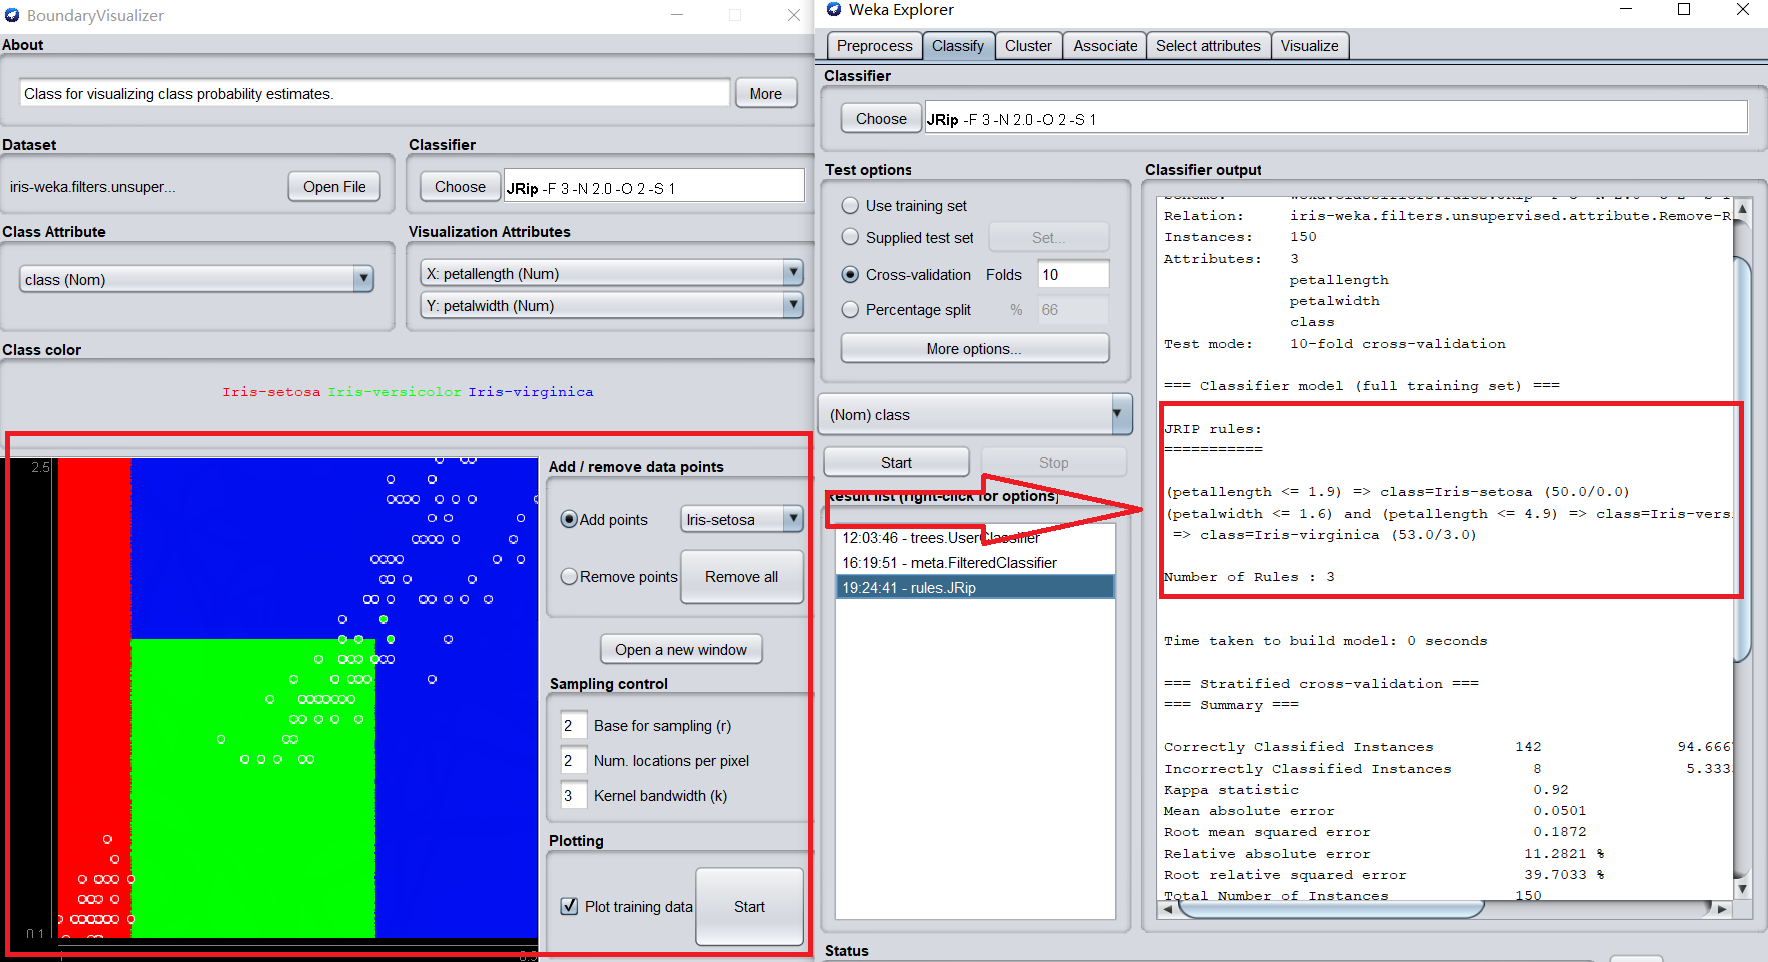 BoundaryVisualizer
About
Class for visualizing class probability estimates.
More
Dataset
iris-weka.filters.unsuper...
Open File
Classifier
Choose
JRip -F 3 -N 2.0 -O 2 -S 1
Class Attribute
class (Nom)
Visualization Attributes
X: petallength (Num)
Y: petalwidth (Num)
Class color
Iris-setosa Iris-versicolor Iris-virginica
2.5
0.1
Add / remove data points
Add points
Iris-setosa
Remove points
Remove all
Open a new window
Sampling control
2 Base for sampling (r)
2 Num. locations per pixel
3 Kernel bandwidth (k)
Plotting
Plot training data
Start
Weka Explorer
Preprocess Classify Cluster Associate Select attributes Visualize
Classifier
Choose
JRip -F 3 -N 2.0 -O 2 -S 1
Test options
Use training set
Supplied test set
Set...
Cross-validation Folds 10
Percentage split % 66
More options...
(Nom) class
Start
Stop
Result list (right-click for options)
12:03:46 - trees.UserClassifier
16:19:51 - meta.FilteredClassifier
19:24:41 - rules.JRip
Classifier output
Relation: iris-weka.filters.unsupervised.attribute.Remove-R
Instances: 150
Attributes: 3
petallength
petalwidth
class
Test mode: 10-fold cross-validation
=== Classifier model (full training set) ===
JRIP rules:
===========
(petallength <= 1.9) => class=Iris-setosa (50.0/0.0)
(petalwidth <= 1.6) and (petallength <= 4.9) => class=Iris-vers
=> class=Iris-virginica (53.0/3.0)
Number of Rules : 3
Time taken to build model: 0 seconds
=== Stratified cross-validation ===
=== Summary ===
Correctly Classified Instances 142 94.666
Incorrectly Classified Instances 8 5.333
Kappa statistic 0.92
Mean absolute error 0.0501
Root mean squared error 0.1872
Relative absolute error 11.2821 %
Root relative squared error 39.7033 %
Total Number of Instances 150
Status